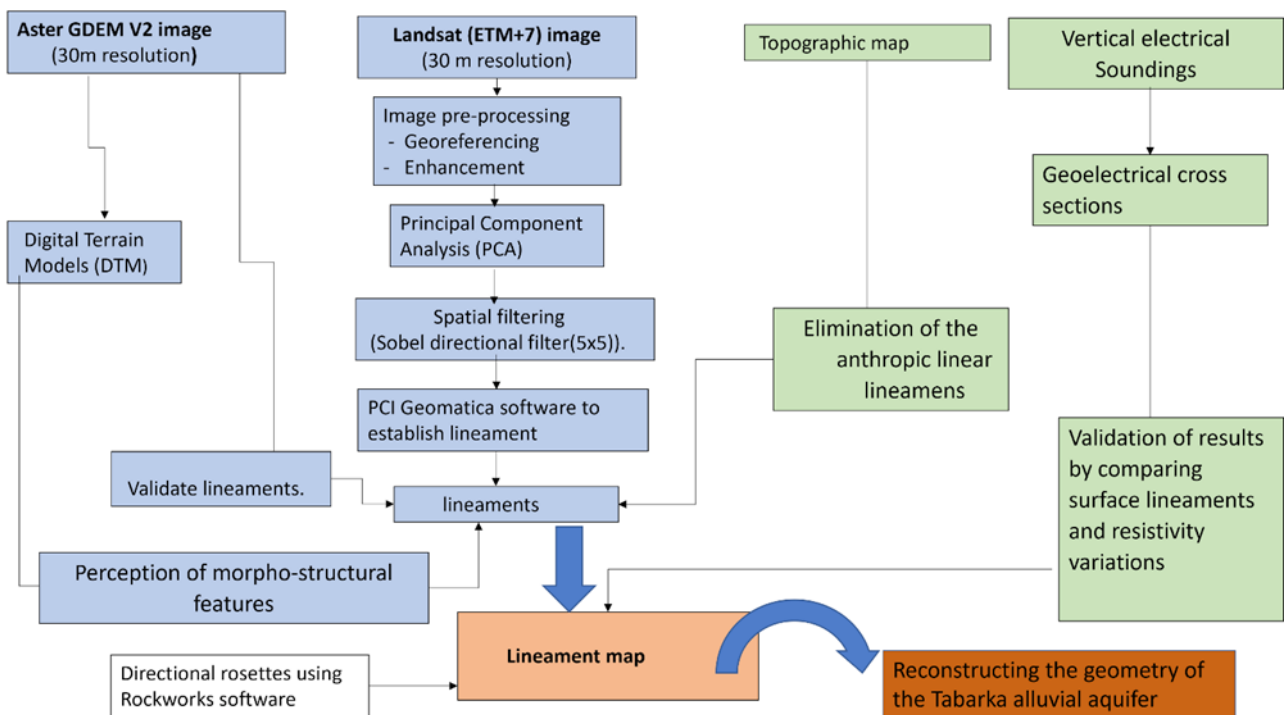 Aster GDEM V2 image
(30m resolution)
Landsat (ETM+7) image
(30 m resolution)
Topographic map
Vertical electrical
Soundings
Image pre-processing
- Georeferencing
- Enhancement
Geoelectrical cross
sections
Principal Component
Analysis (PCA)
Digital Terrain
Models (DTM)
Spatial filtering
(Sobel directional filter(5x5)).
Elimination of the
anthropic linear
lineamens
PCI Geomatica software to
establish lineament
Validation of results
by comparing
surface lineaments
and resistivity
variations
Validate lineaments.
lineaments
Perception of morpho-structural
features
Lineament map
Directional rosettes using
Rockworks software
Reconstructing the geometry of
the Tabarka alluvial aquifer